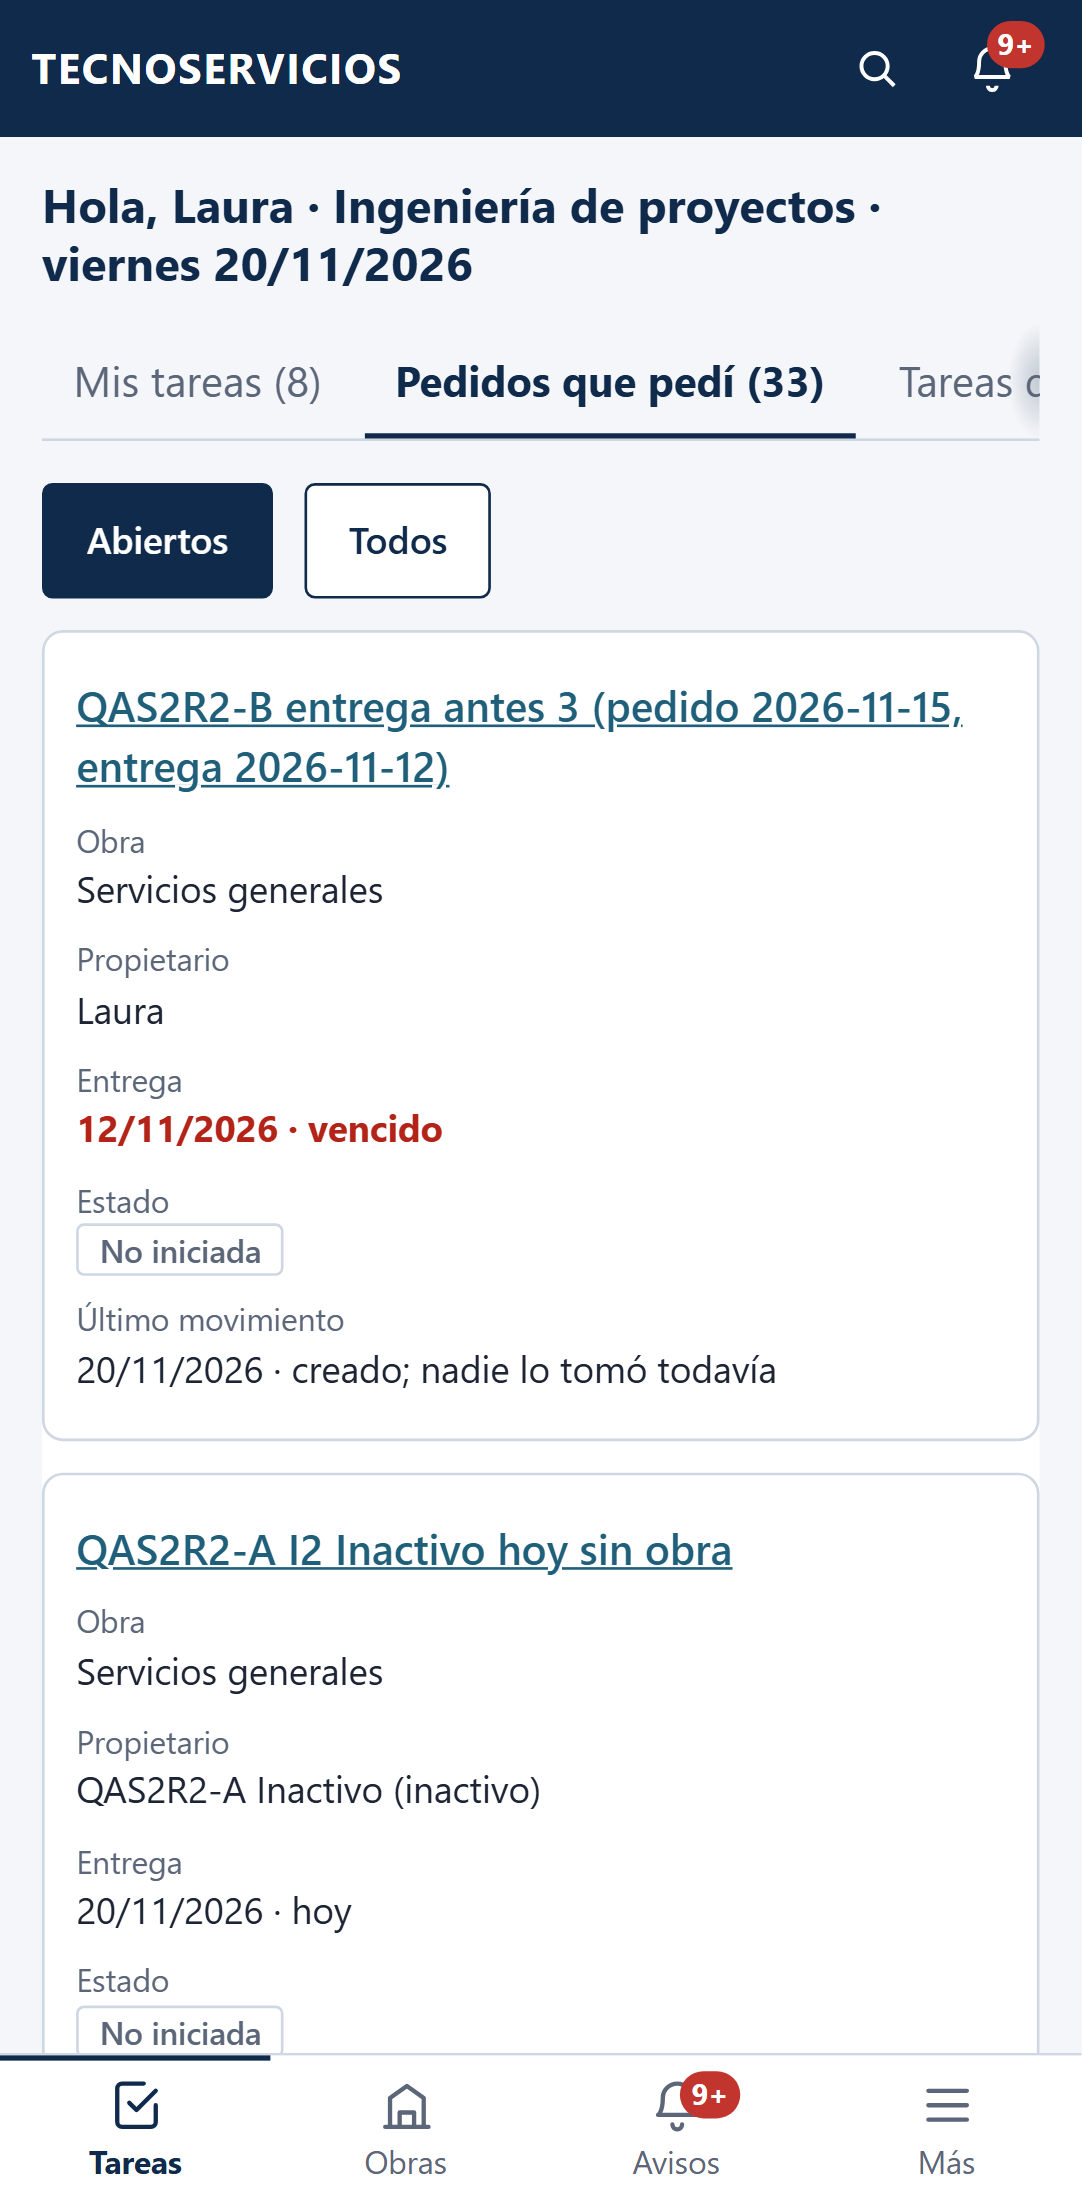 TECNOSERVICIOS
9+
Hola, Laura · Ingeniería de proyectos ·
viernes 20/11/2026
Mis tareas (8)
Pedidos que pedí (33)
Tareas
Abiertos
Todos
QAS2R2-B entrega antes 3 (pedido 2026-11-15,
entrega 2026-11-12)
Obra
Servicios generales
Propietario
Laura
Entrega
12/11/2026 · vencido
Estado
No iniciada
Último movimiento
20/11/2026 · creado; nadie lo tomó todavía
QAS2R2-A I2 Inactivo hoy sin obra
Obra
Servicios generales
Propietario
QAS2R2-A Inactivo (inactivo)
Entrega
20/11/2026 · hoy
Estado
No iniciada
9+
Tareas
Obras
Avisos
Más